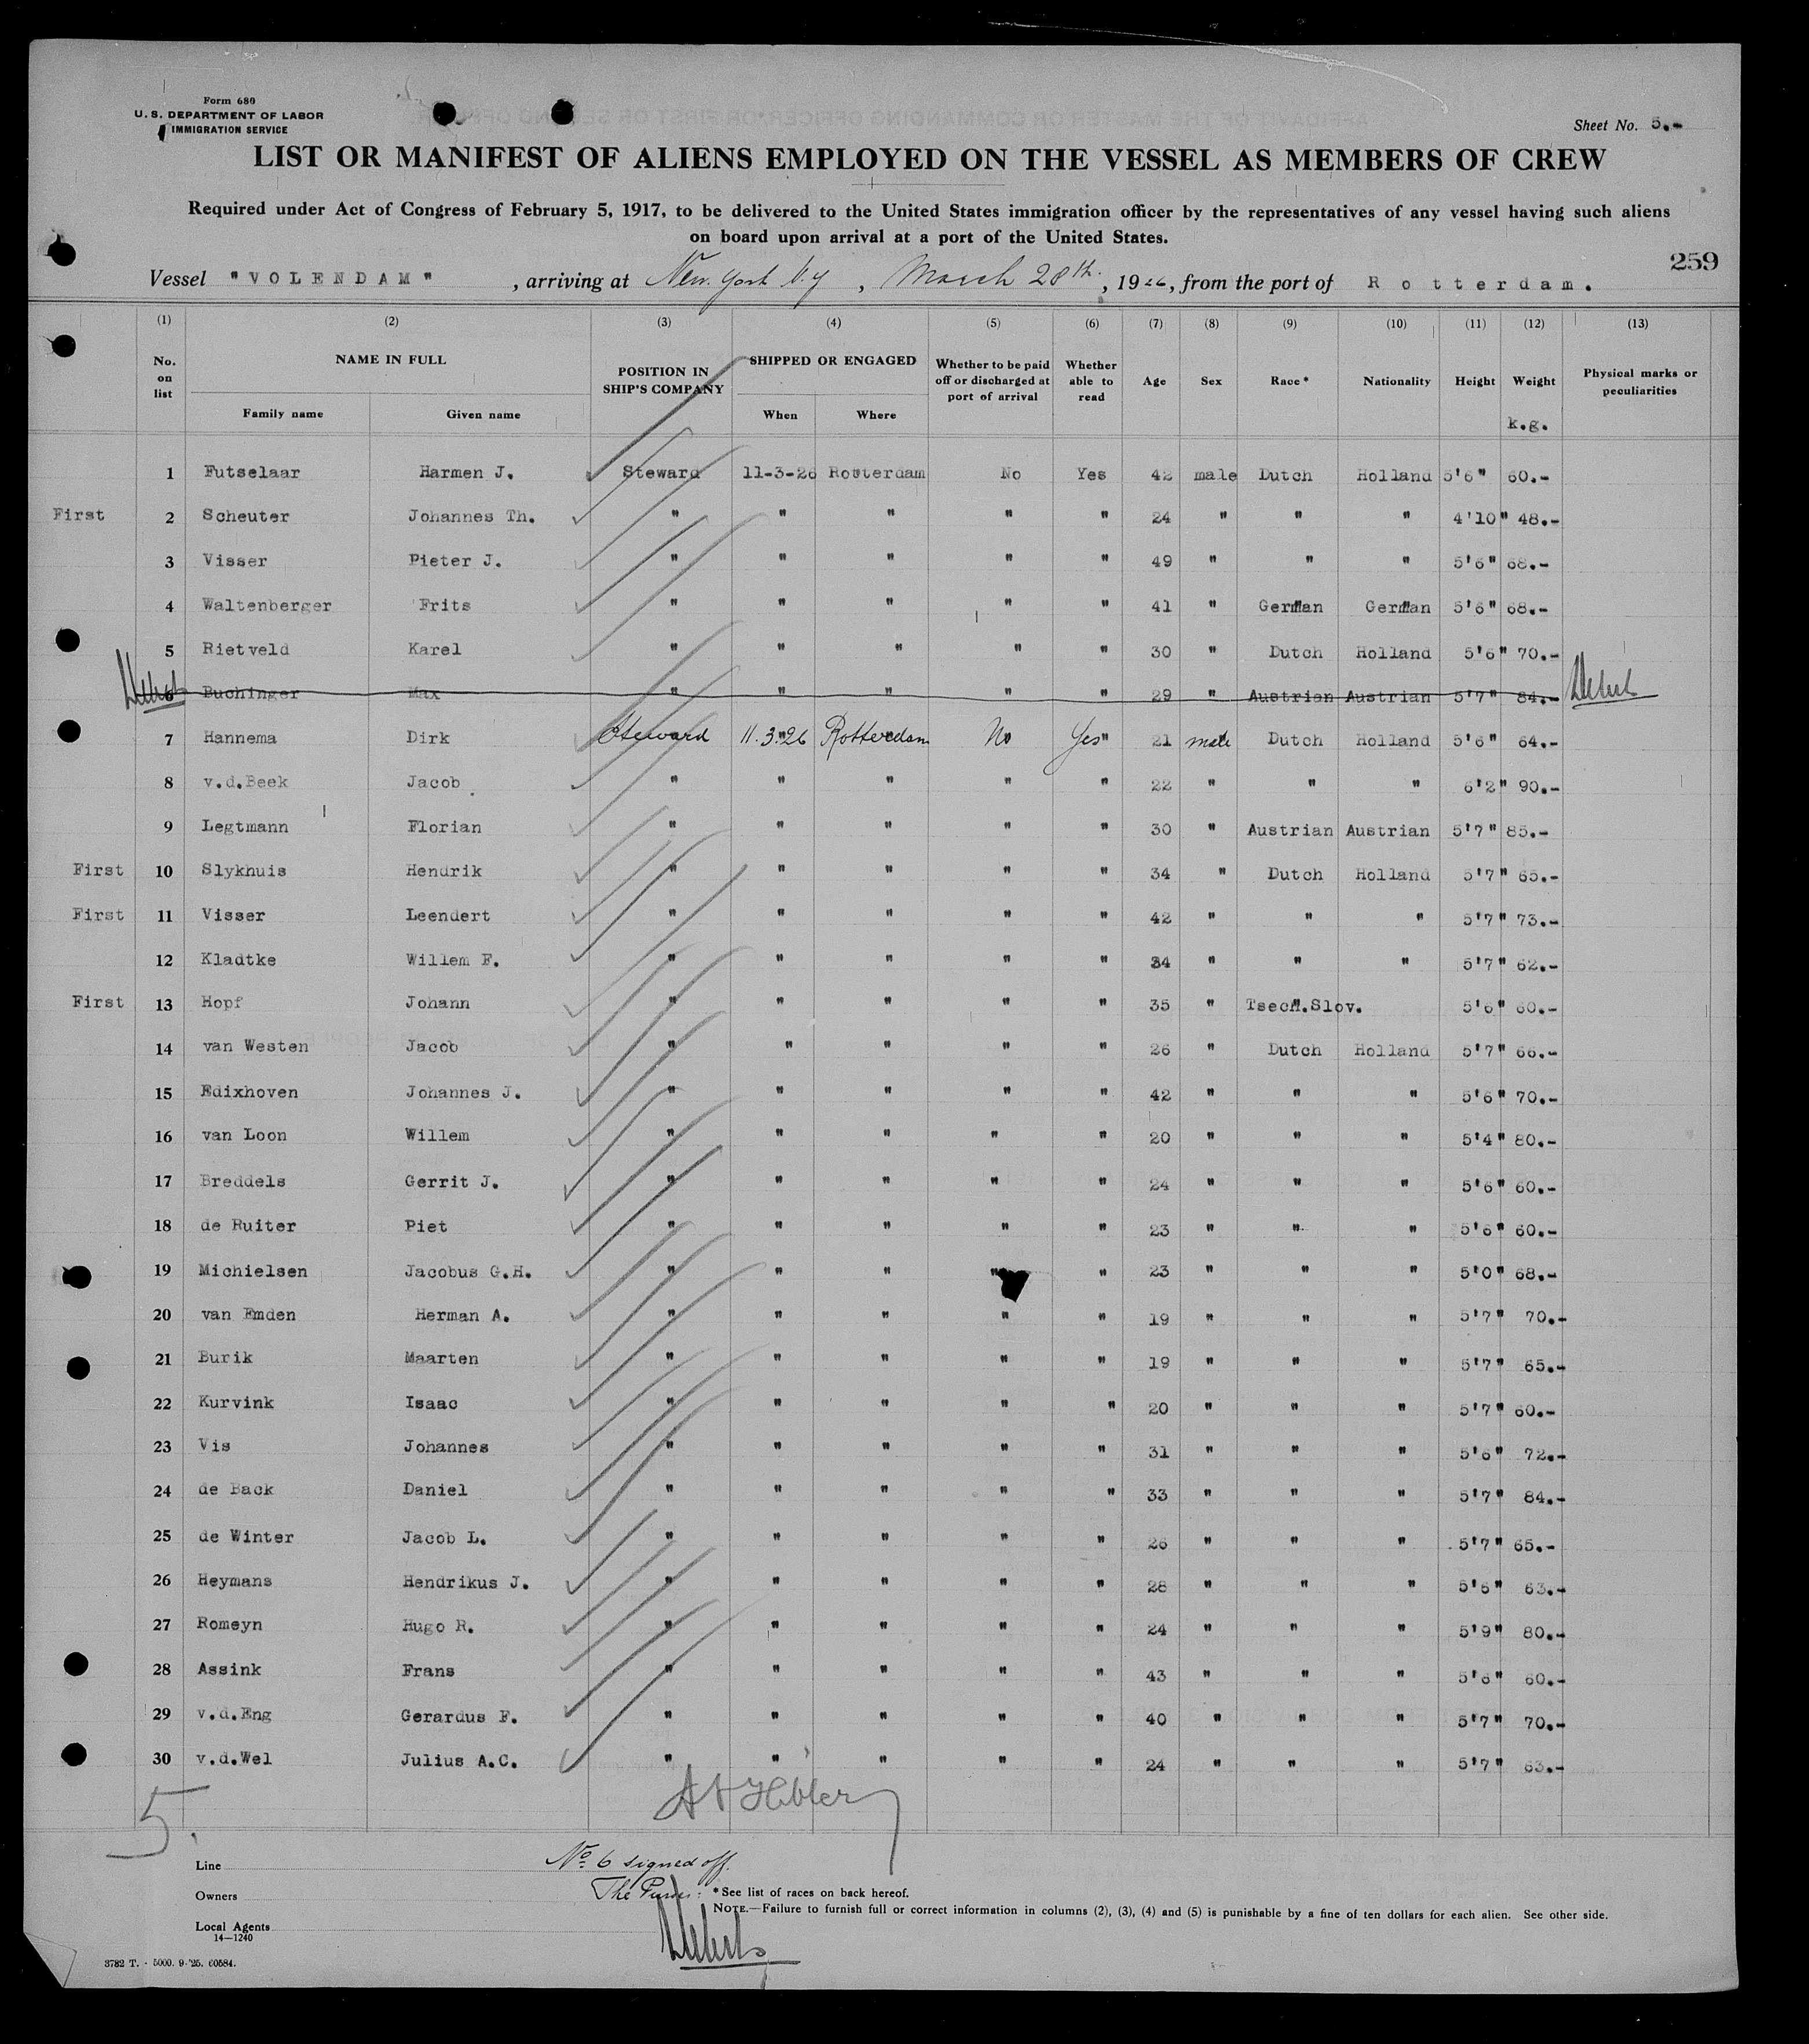 Form 680
U. S. DEPARTMENT OF LABOR
IMMIGRATION SERVICE
Sheet No. 5.-
LIST OR MANIFEST OF ALIENS EMPLOYED ON THE VESSEL AS MEMBERS OF CREW
Required under Act of Congress of February 5, 1917, to be delivered to the United States immigration officer by the representatives of any vessel having such aliens
on board upon arrival at a port of the United States.
259
Vessel "VOLENDAM", arriving at New York N.Y, March 28th, 1926, from the port of Rotterdam.
(1) (2) (3) (4) (5) (6) (7) (8) (9) (10) (11) (12) (13)
No. on list NAME IN FULL Family name Given name POSITION IN SHIP'S COMPANY SHIPPED OR ENGAGED When Where Whether to be paid off or discharged at port of arrival Whether able to read Age Sex Race* Nationality Height Weight k.g. Physical marks or peculiarities
1 Futselaar Harmen J. Steward 11-3-26 Rotterdam No Yes 42 male Dutch Holland 5'6" 60.-
First 2 Scheuter Johannes Th. " " " " " 24 " " " 4'10" 48.-
3 Visser Pieter J. " " " " " 49 " " " 5'6" 68.-
4 Waltenberger Frits " " " " " 41 " German German 5'6" 68.-
5 Rietveld Karel " " " " " 30 " Dutch Holland 5'6" 70.-
6 Buchinger Max " " " " " 29 " Austrian Austrian 5'7" 84.-
7 Hannema Dirk Steward 11.3.26 Rotterdam No Yes 21 male Dutch Holland 5'6" 64.-
8 v.d.Beek Jacob " " " " " 22 " " " 6'2" 90.-
9 Legtmann Florian " " " " " 30 " Austrian Austrian 5'7" 85.-
First 10 Slykhuis Hendrik " " " " " 34 " Dutch Holland 5'7" 65.-
First 11 Visser Leendert " " " " " 42 " " " 5'7" 73.-
12 Kladtke Willem F. " " " " " 34 " " " 5'7" 62.-
First 13 Hopf Johann " " " " " 35 " Tsech.Slov. 5'6" 60.-
14 van Westen Jacob " " " " " 26 " Dutch Holland 5'7" 66.-
15 Edixhoven Johannes J. " " " " " 42 " " " 5'6" 70.-
16 van Loon Willem " " " " " 20 " " " 5'4" 80.-
17 Breddels Gerrit J. " " " " " 24 " " " 5'6" 60.-
18 de Ruiter Piet " " " " " 23 " " " 5'6" 60.-
19 Michielsen Jacobus G.H. " " " " " 23 " " " 5'0" 68.-
20 van Emden Herman A. " " " " " 19 " " " 5'7" 70.-
21 Burik Maarten " " " " " 19 " " " 5'7" 65.-
22 Kurvink Isaac " " " " " 20 " " " 5'7" 60.-
23 Vis Johannes " " " " " 31 " " " 5'6" 72.-
24 de Back Daniel " " " " " 33 " " " 5'7" 84.-
25 de Winter Jacob L. " " " " " 26 " " " 5'7" 65.-
26 Heymans Hendrikus J. " " " " " 28 " " " 5'6" 63.-
27 Romeyn Hugo R. " " " " " 24 " " " 5'9" 80.-
28 Assink Frans " " " " " 43 " " " 5'6" 60.-
29 v.d.Eng Gerardus F. " " " " " 40 " " " 5'7" 70.-
30 v.d.Wel Julius A.C. " " " " " 24 " " " 5'7" 63.-
5.
Line
No. 6 signed off.
The Purser:
Owners
*See list of races on back hereof.
NOTE.—Failure to furnish full or correct information in columns (2), (3), (4) and (5) is punishable by a fine of ten dollars for each alien. See other side.
Local Agents
14—1240
3782 T. - 5000. 9-'25. 60584.